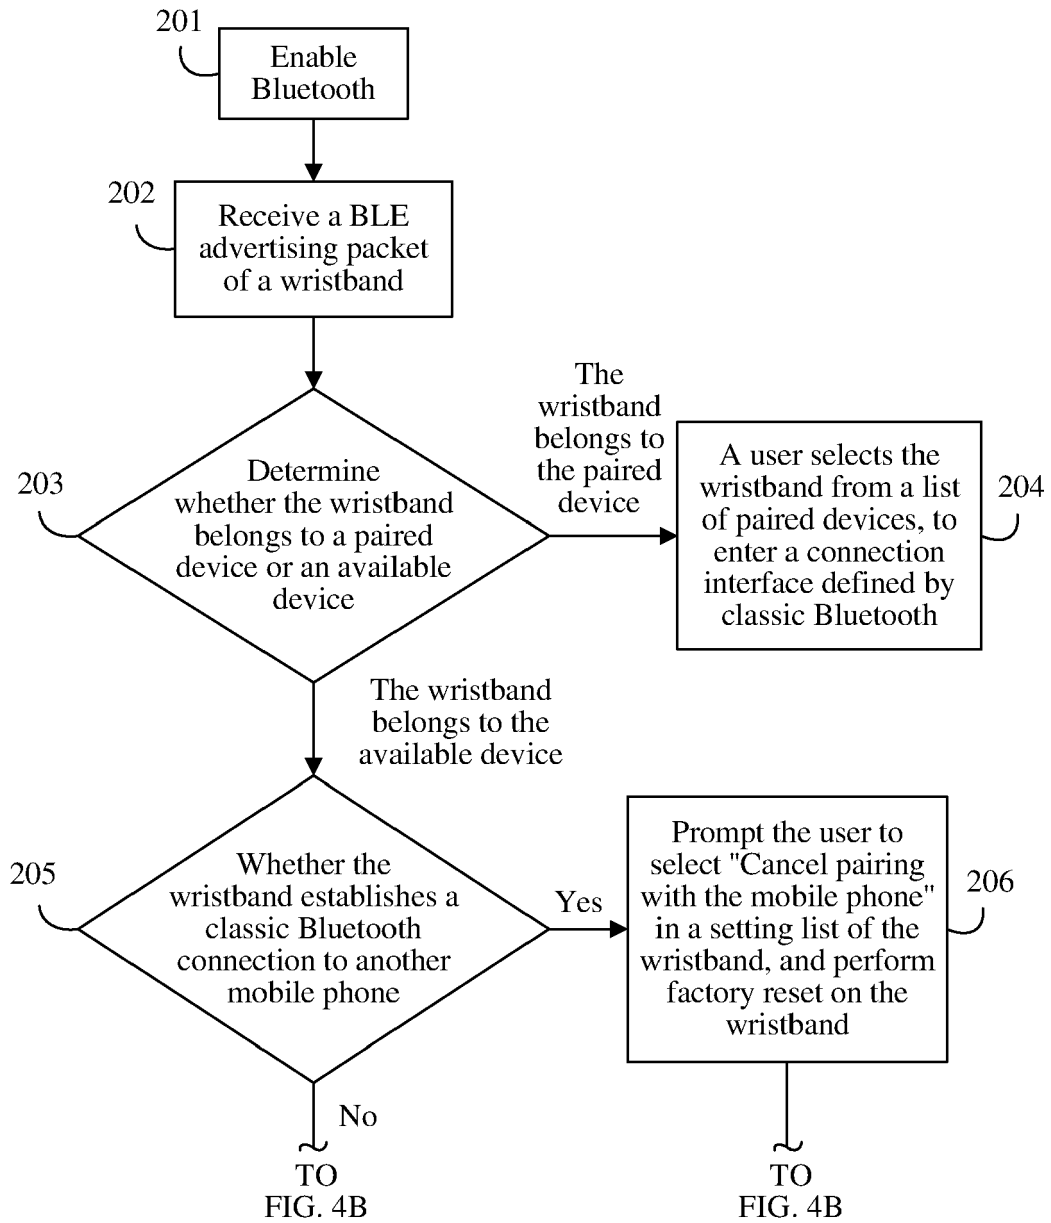 201
Enable
Bluetooth
202
Receive a BLE
advertising packet
of a wristband
203
Determine
whether the wristband
belongs to a paired
device or an available
device
The
wristband
belongs to
the paired
device
A user selects the
wristband from a list
of paired devices, to
enter a connection
interface defined by
classic Bluetooth
204
The wristband
belongs to the
available device
205
Whether the
wristband establishes a
classic Bluetooth
connection to another
mobile phone
Yes
Prompt the user to
select "Cancel pairing
with the mobile phone"
in a setting list of the
wristband, and perform
factory reset on the
wristband
206
No
TO
FIG. 4B
TO
FIG. 4B